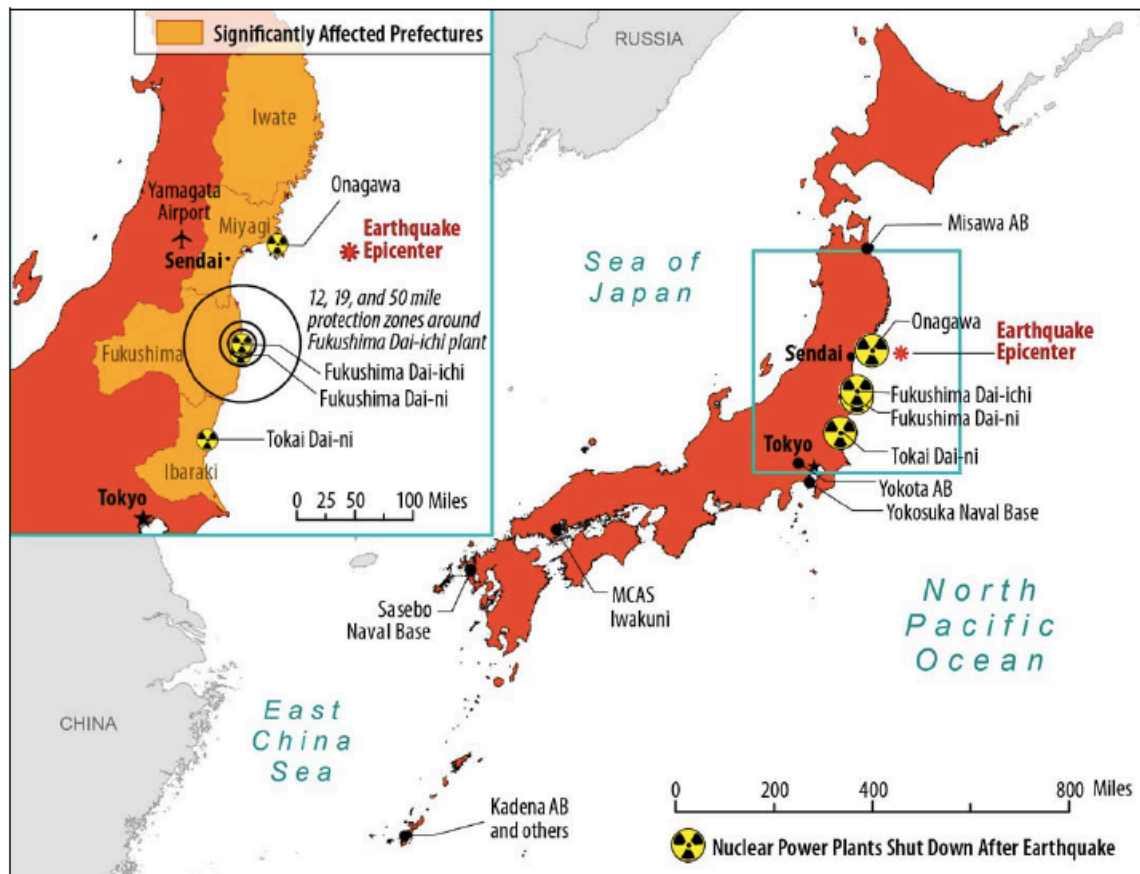 Significantly Affected Prefectures
Iwate
Yamagata
Airport
Onagawa
Miyagi
Earthquake
Epicenter
Sendai
12, 19, and 50 mile
protection zones around
Fukushima Dai-ichi plant
Fukushima
Fukushima Dai-ichi
Fukushima Dai-ni
Tokai Dai-ni
Ibaraki
Tokyo
0 25 50 100 Miles
RUSSIA
Misawa AB
Sea of
Japan
Onagawa
Earthquake
Epicenter
Sendai
Fukushima Dai-ichi
Fukushima Dai-ni
Tokyo
Tokai Dai-ni
Yokota AB
Yokosuka Naval Base
MCAS
Iwakuni
Sasebo
Naval Base
North
Pacific
Ocean
CHINA
East
China
Sea
Kadena AB
and others
0 200 400 800 Miles
Nuclear Power Plants Shut Down After Earthquake